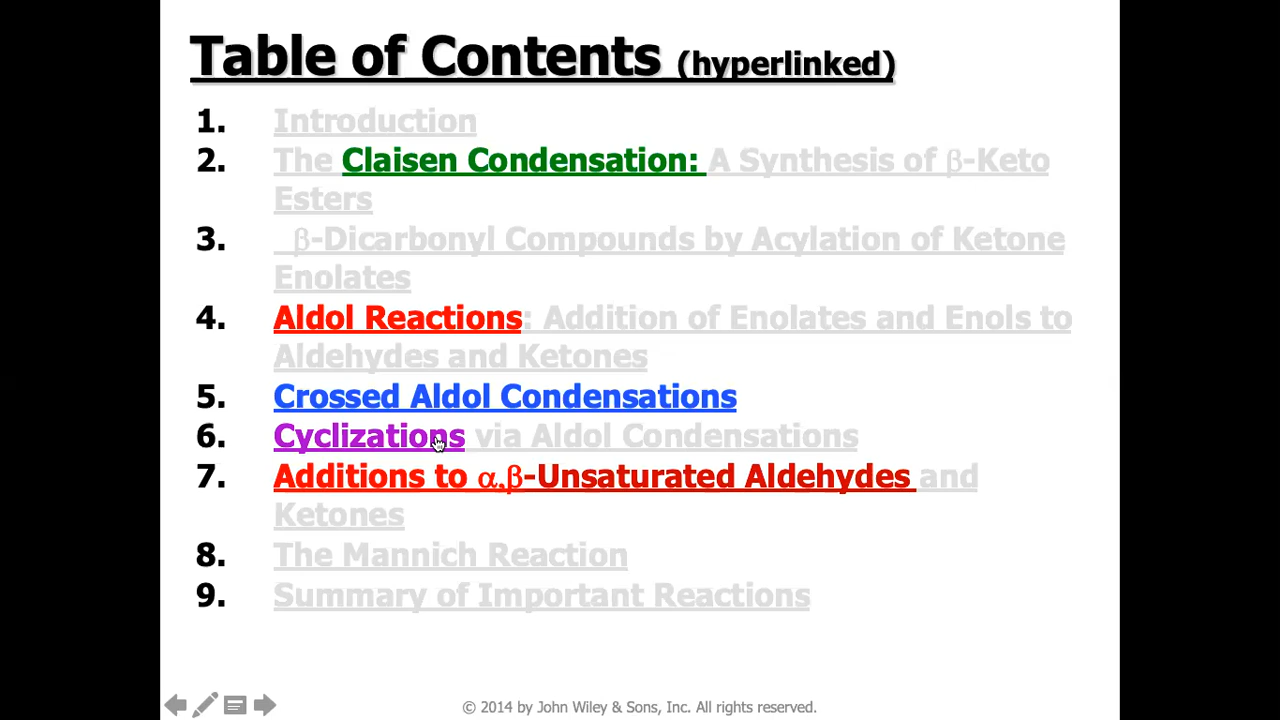 Table of Contents (hyperlinked)
1. Introduction
2. The Claisen Condensation: A Synthesis of β-Keto
Esters
3. β-Dicarbonyl Compounds by Acylation of Ketone
Enolates
4. Aldol Reactions: Addition of Enolates and Enols to
Aldehydes and Ketones
5. Crossed Aldol Condensations
6. Cyclizations via Aldol Condensations
7. Additions to α,β-Unsaturated Aldehydes and
Ketones
8. The Mannich Reaction
9. Summary of Important Reactions
© 2014 by John Wiley & Sons, Inc. All rights reserved.